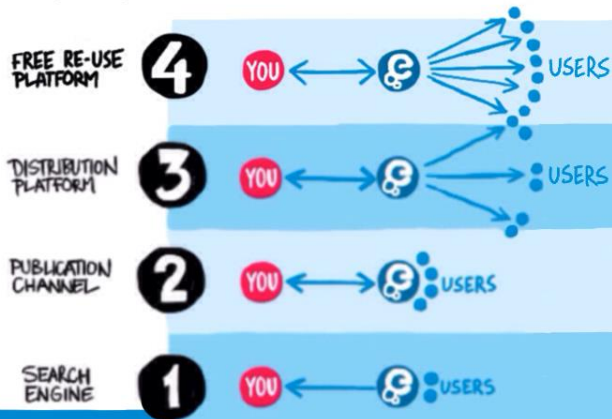 FREE RE-USE
PLATFORM
4
YOU
USERS
DISTRIBUTION
PLATFORM
3
YOU
USERS
PUBLICATION
CHANNEL
2
YOU
USERS
SEARCH
ENGINE
1
YOU
USERS